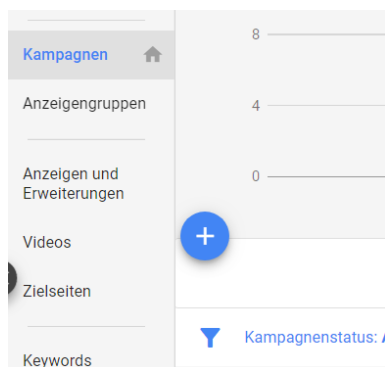 Kampagnen
Anzeigengruppen
Anzeigen und
Erweiterungen
Videos
Zielseiten
Keywords
8
4
0
Kampagnenstatus: